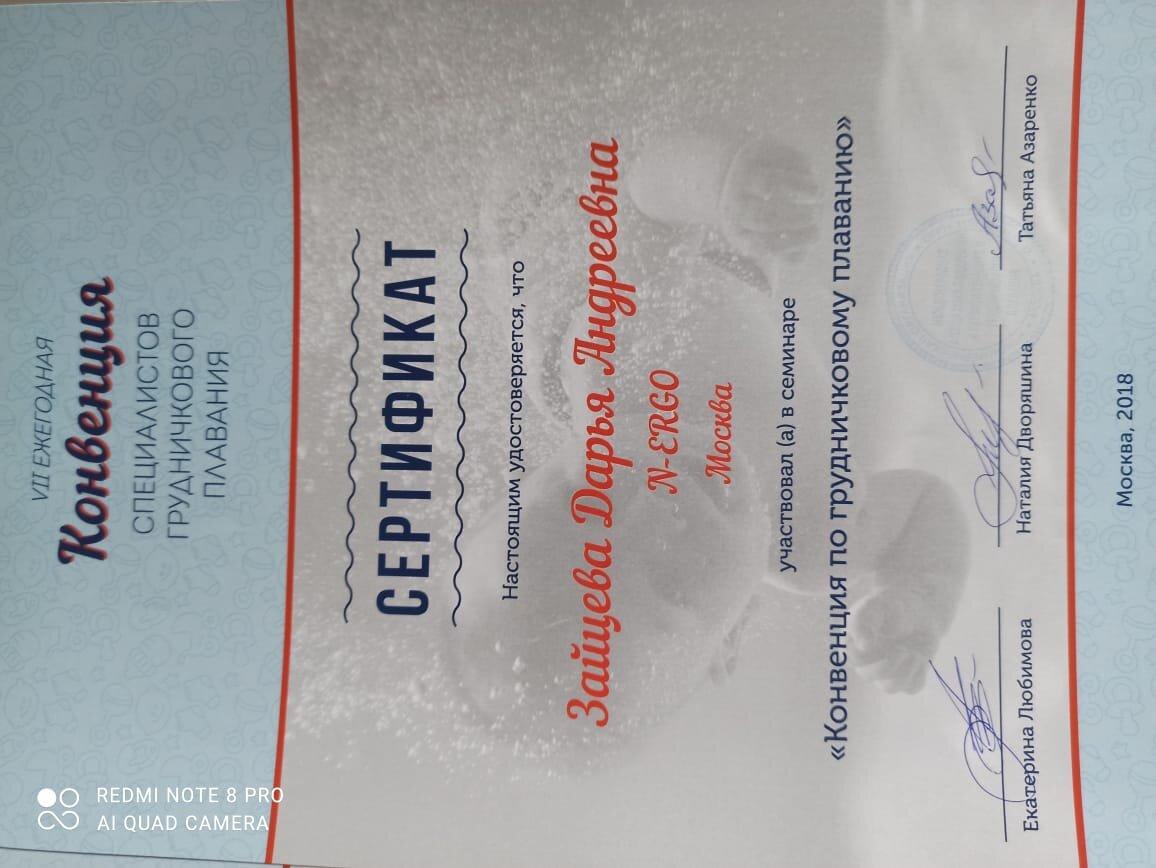 VII ЕЖЕГОДНАЯ
Конвенция
СПЕЦИАЛИСТОВ
ГРУДНИЧКОВОГО
ПЛАВАНИЯ
СЕРТИФИКАТ
Настоящим удостоверяется, что
Зайцева Дарья Андреевна
N-ERGO
Москва
участвовал (а) в семинаре
«Конвенция по грудничковому плаванию»
Екатерина Любимова
Наталия Дворяшина
Татьяна Азаренко
Москва, 2018
REDMI NOTE 8 PRO
AI QUAD CAMERA